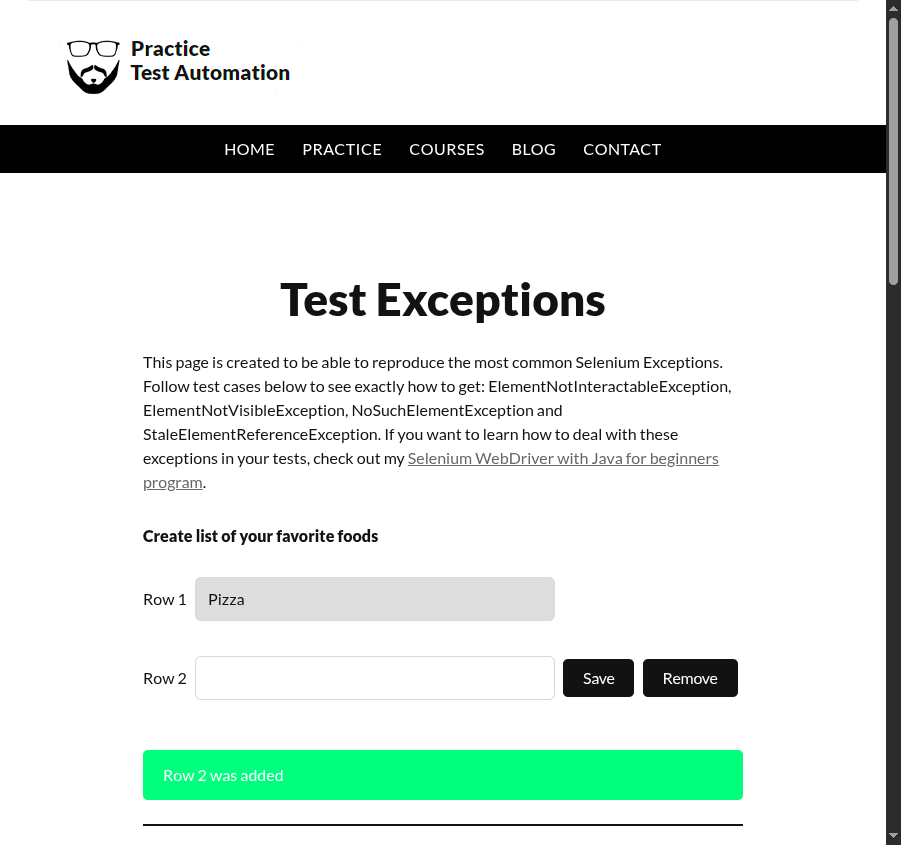 Practice
Test Automation
HOME PRACTICE COURSES BLOG CONTACT
Test Exceptions
This page is created to be able to reproduce the most common Selenium Exceptions.
Follow test cases below to see exactly how to get: ElementNotInteractableException,
ElementNotVisibleException, NoSuchElementException and
StaleElementReferenceException. If you want to learn how to deal with these
exceptions in your tests, check out my Selenium WebDriver with Java for beginners
program.
Create list of your favorite foods
Row 1 Pizza
Row 2 Save Remove
Row 2 was added